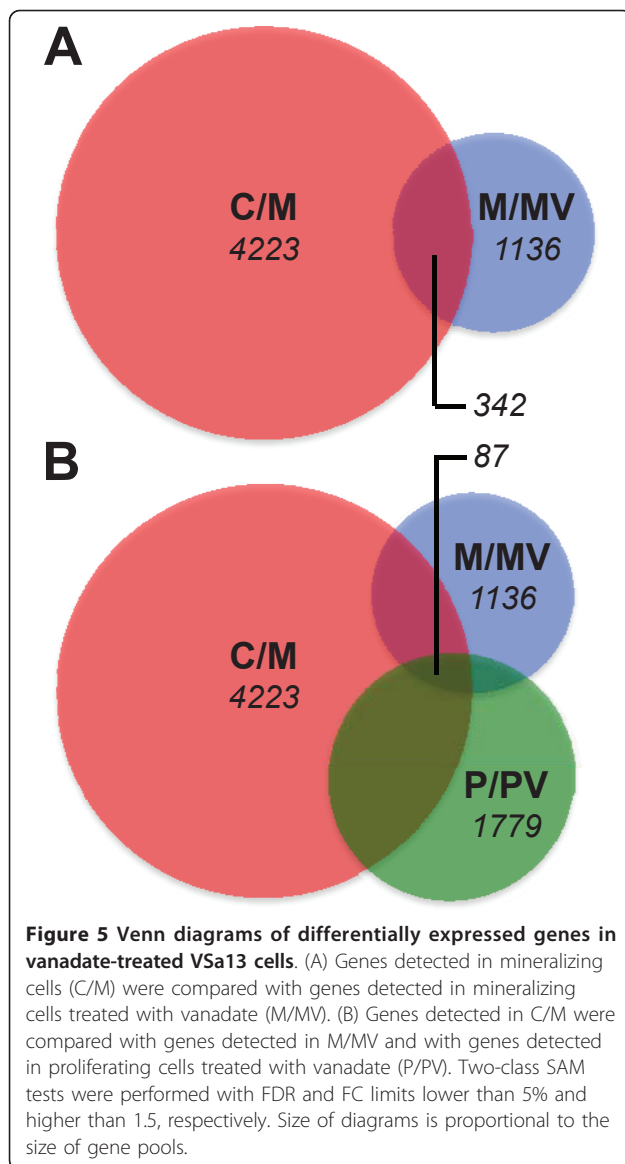 A
C/M
4223
M/MV
1136
342
B
87
M/MV
1136
C/M
4223
P/PV
1779
Figure 5 Venn diagrams of differentially expressed genes in
vanadate-treated VSa13 cells. (A) Genes detected in mineralizing
cells (C/M) were compared with genes detected in mineralizing
cells treated with vanadate (M/MV). (B) Genes detected in C/M were
compared with genes detected in M/MV and with genes detected
in proliferating cells treated with vanadate (P/PV). Two-class SAM
tests were performed with FDR and FC limits lower than 5% and
higher than 1.5, respectively. Size of diagrams is proportional to the
size of gene pools.